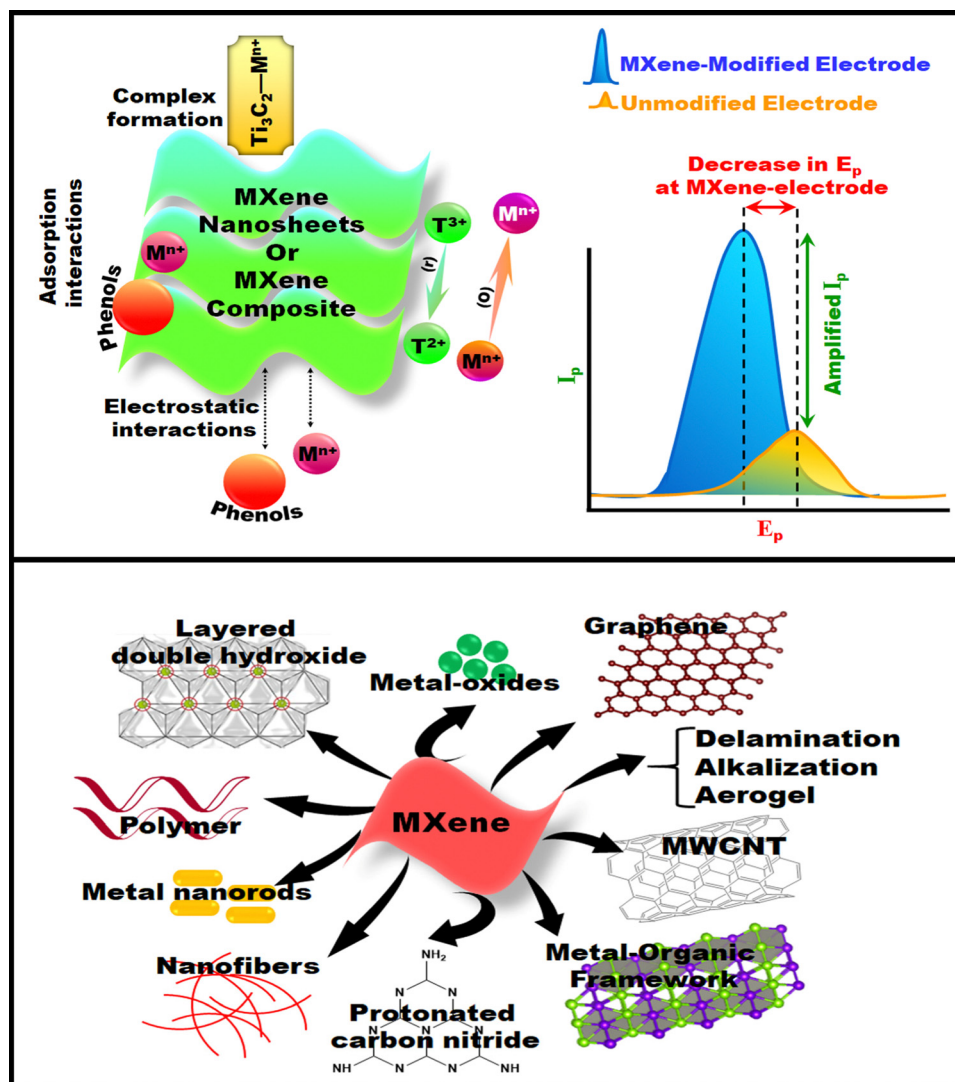 Complex
formation
Ti₃C₂—Mⁿ⁺
Adsorption
interactions
MXene
Nanosheets
Or
MXene
Composite
Mⁿ⁺
Phenols
T³⁺
(r)
T²⁺
Mⁿ⁺
(O)
Mⁿ⁺
Electrostatic
interactions
Mⁿ⁺
Phenols
MXene-Modified Electrode
Unmodified Electrode
Decrease in Eₚ
at MXene-electrode
Amplified Iₚ
Iₚ
Eₚ
Layered
double hydroxide
Metal-oxides
Graphene
Delamination
Alkalization
Aerogel
Polymer
MXene
MWCNT
Metal nanorods
Nanofibers
Metal-Organic
Framework
Protonated
carbon nitride
NH₂
N
N
N
N
N
N
N
NH
NH